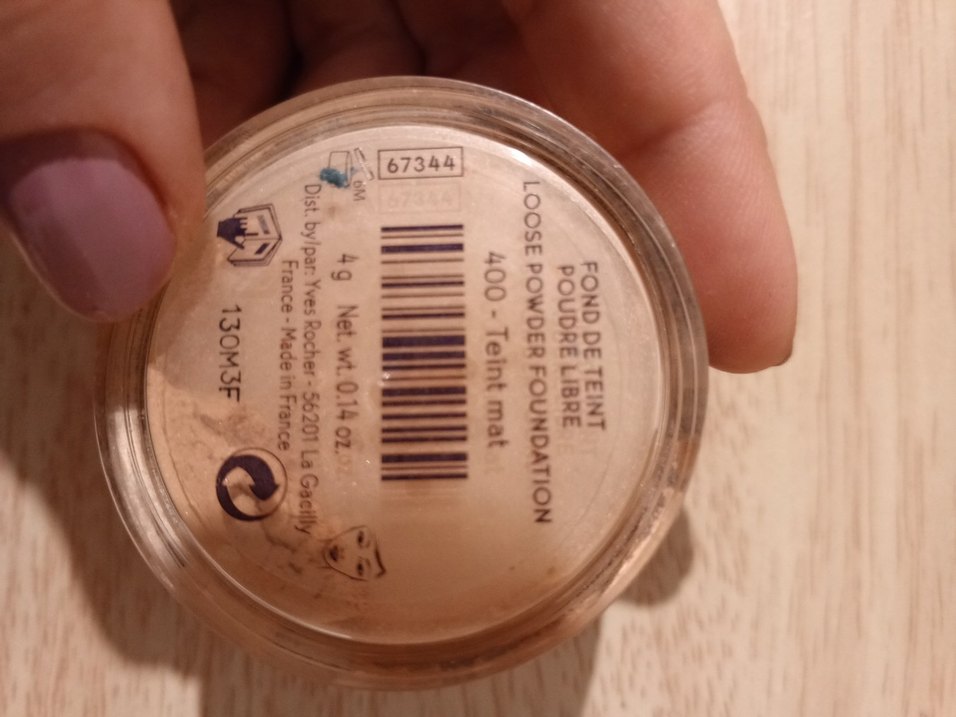 FOND DE TEINT
POUDRE LIBRE
LOOSE POWDER FOUNDATION
400 - Teint mat
67344
67344
4 g Net. wt. 0.14 oz.
Dist. by/par: Yves Rocher - 56201 La Gacilly
France - Made in France
130M3F